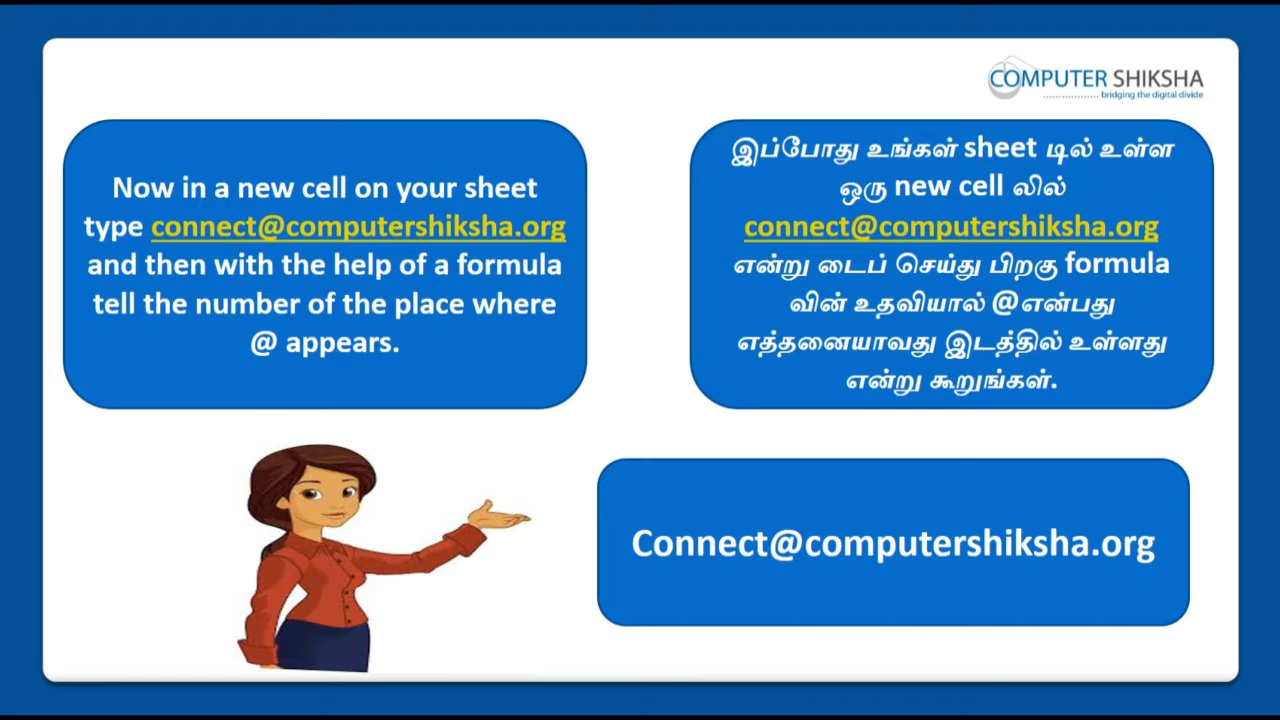 COMPUTER SHIKSHA
bridging the digital divide
Now in a new cell on your sheet
type connect@computershiksha.org
and then with the help of a formula
tell the number of the place where
@ appears.
இப்போது உங்கள் sheet டில் உள்ள
ஒரு new cell லில்
connect@computershiksha.org
என்று டைப் செய்து பிறகு formula
வின் உதவியால் @என்பது
எத்தனையாவது இடத்தில் உள்ளது
என்று கூறுங்கள்.
Connect@computershiksha.org